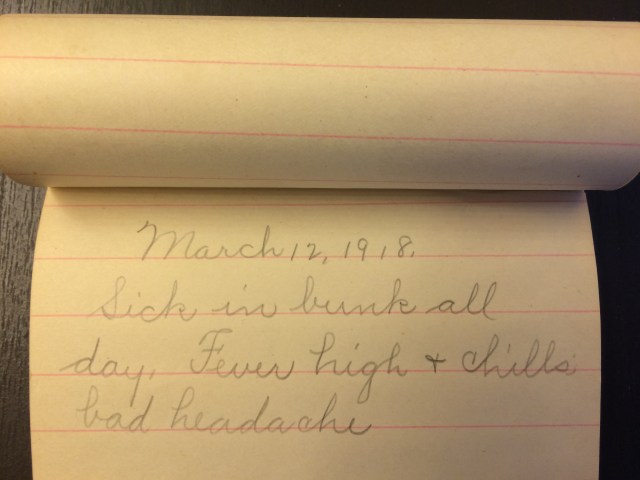 March 12, 1918.
Sick in bunk all
day. Fever high + chills
bad headache